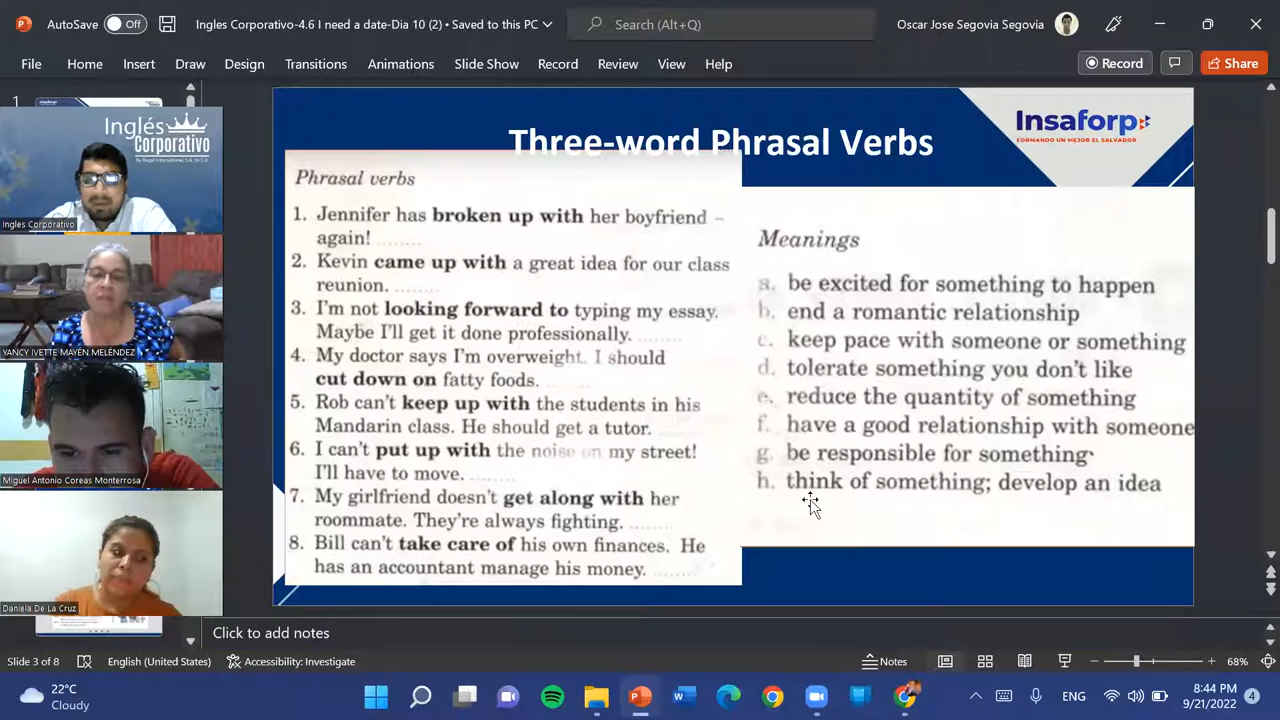 AutoSave Off Ingles Corporativo-4.6 I need a date-Dia 10 (2) • Saved to this PC Search (Alt+Q) Oscar Jose Segovia Segovia
File Home Insert Draw Design Transitions Animations Slide Show Record Review View Help Record Share
1
Inglés
Corporativo
Ingles Corporativo
YANCY IVETTE MAYEN MELÉNDEZ
Miguel Antonio Coreas Monterrosa
Daniela De La Cruz
Three-word Phrasal Verbs
Insaforp
FORMANDO UN MEJOR EL SALVADOR
Phrasal verbs
1. Jennifer has broken up with her boyfriend –
again! ........
2. Kevin came up with a great idea for our class
reunion. ........
3. I'm not looking forward to typing my essay.
Maybe I'll get it done professionally. ........
4. My doctor says I'm overweight. I should
cut down on fatty foods. ........
5. Rob can't keep up with the students in his
Mandarin class. He should get a tutor. ........
6. I can't put up with the noise on my street!
I'll have to move. ........
7. My girlfriend doesn't get along with her
roommate. They're always fighting. ........
8. Bill can't take care of his own finances. He
has an accountant manage his money. ........
Meanings
a. be excited for something to happen
b. end a romantic relationship
c. keep pace with someone or something
d. tolerate something you don't like
e. reduce the quantity of something
f. have a good relationship with someone
g. be responsible for something
h. think of something; develop an idea
Click to add notes
Slide 3 of 8 English (United States) Accessibility: Investigate Notes 68%
22°C
Cloudy
ENG
8:44 PM
9/21/2022
4